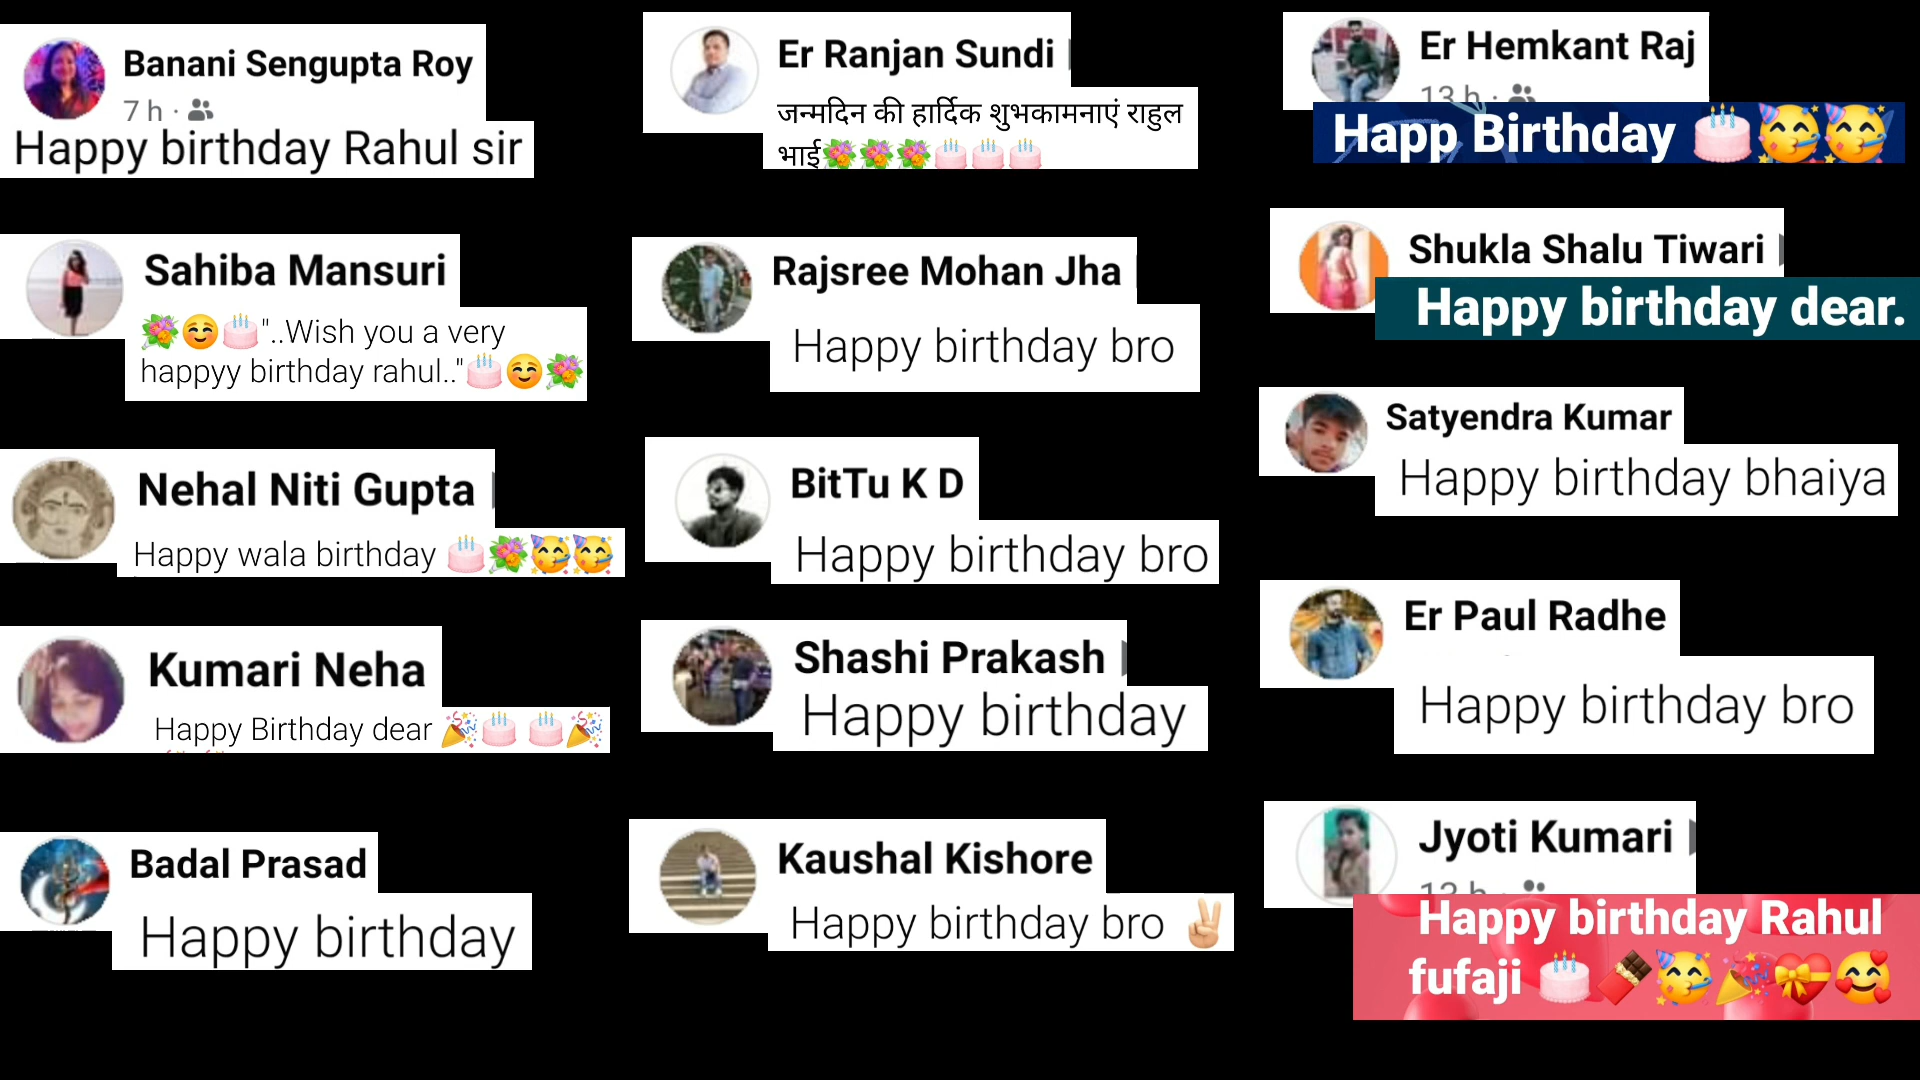 Banani Sengupta Roy
7 h ·
Happy birthday Rahul sir
Sahiba Mansuri
💐☺️🎂"..Wish you a very
happyy birthday rahul.."🎂☺️💐
Nehal Niti Gupta
Happy wala birthday 🎂💐🥳🥳
Kumari Neha
Happy Birthday dear 🎉🎂 🎂🎉
Badal Prasad
Happy birthday
Er Ranjan Sundi
जन्मदिन की हार्दिक शुभकामनाएं राहुल
भाई💐💐💐🎂🎂🎂
Rajsree Mohan Jha
Happy birthday bro
BitTu K D
Happy birthday bro
Shashi Prakash
Happy birthday
Kaushal Kishore
Happy birthday bro ✌🏻
Er Hemkant Raj
13 h ·
Happ Birthday 🎂🥳🥳
Shukla Shalu Tiwari
Happy birthday dear.
Satyendra Kumar
Happy birthday bhaiya
Er Paul Radhe
Happy birthday bro
Jyoti Kumari
Happy birthday Rahul
fufaji 🎂🍫🥳🎉💝🥰